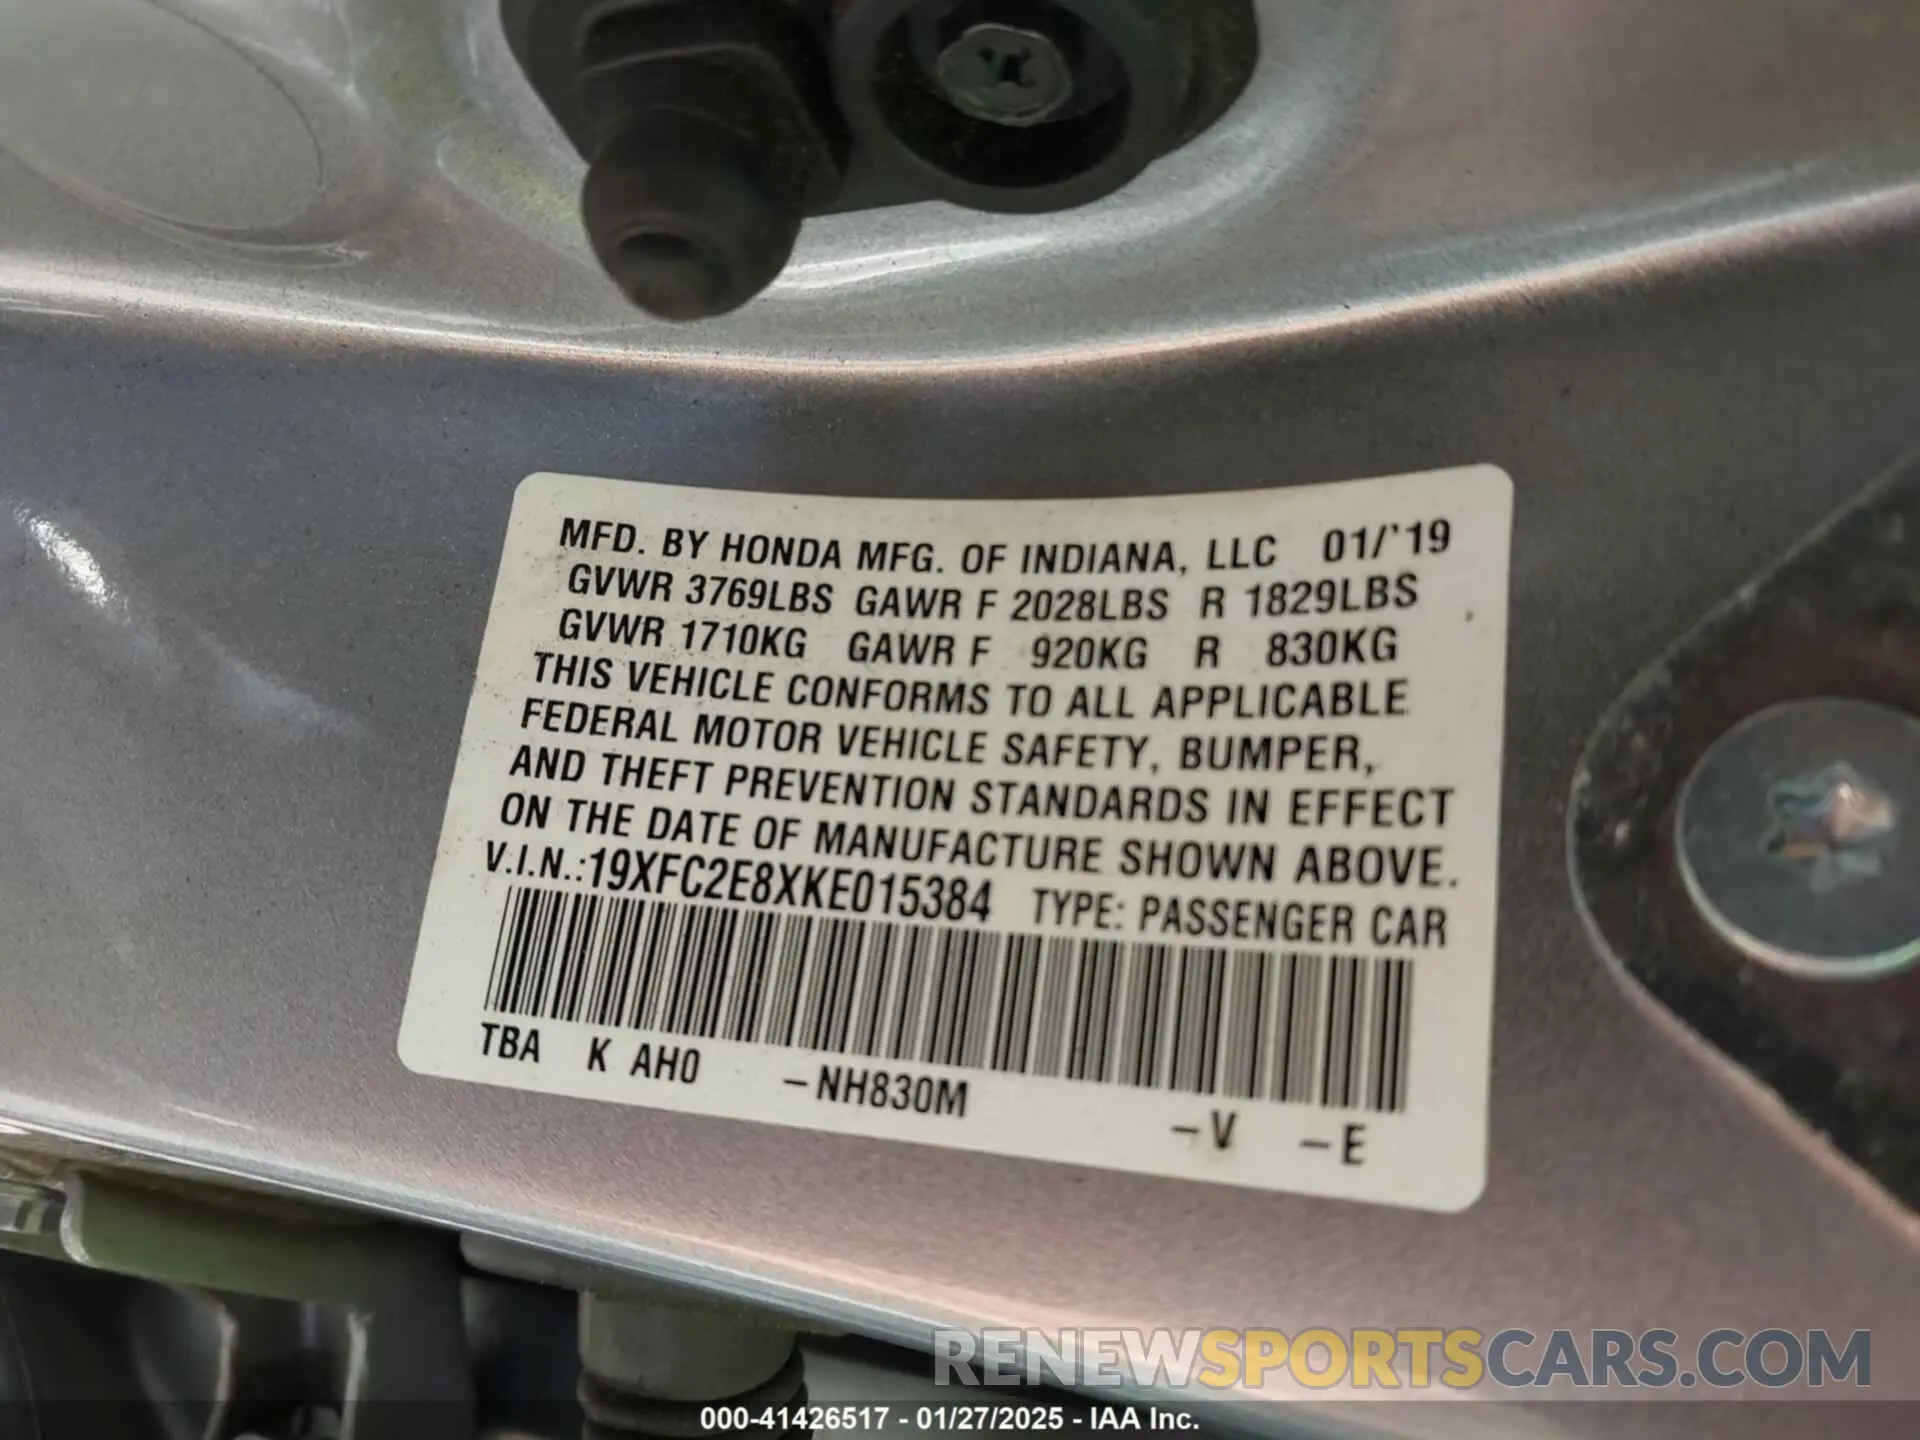 MFD. BY HONDA MFG. OF INDIANA, LLC 01/'19
GVWR 3769LBS GAWR F 2028LBS R 1829LBS
GVWR 1710KG GAWR F 920KG R 830KG
THIS VEHICLE CONFORMS TO ALL APPLICABLE
FEDERAL MOTOR VEHICLE SAFETY, BUMPER,
AND THEFT PREVENTION STANDARDS IN EFFECT
ON THE DATE OF MANUFACTURE SHOWN ABOVE.
V.I.N.:19XFC2E8XKE015384 TYPE: PASSENGER CAR
TBA K AH0 -NH830M -V -E
RENEWSPORTSCARS.COM
000-41426517 - 01/27/2025 - IAA Inc.